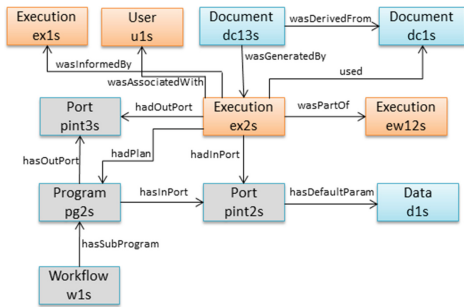 Execution
ex1s
User
u1s
Document
dc13s
wasDerivedFrom
Document
dc1s
wasInformedBy
wasGeneratedBy
wasAssociatedWith
used
Port
pint3s
hadOutPort
Execution
ex2s
wasPartOf
Execution
ew12s
hasOutPort
hadPlan
hadInPort
Program
pg2s
hasInPort
Port
pint2s
hasDefaultParam
Data
d1s
hasSubProgram
Workflow
w1s